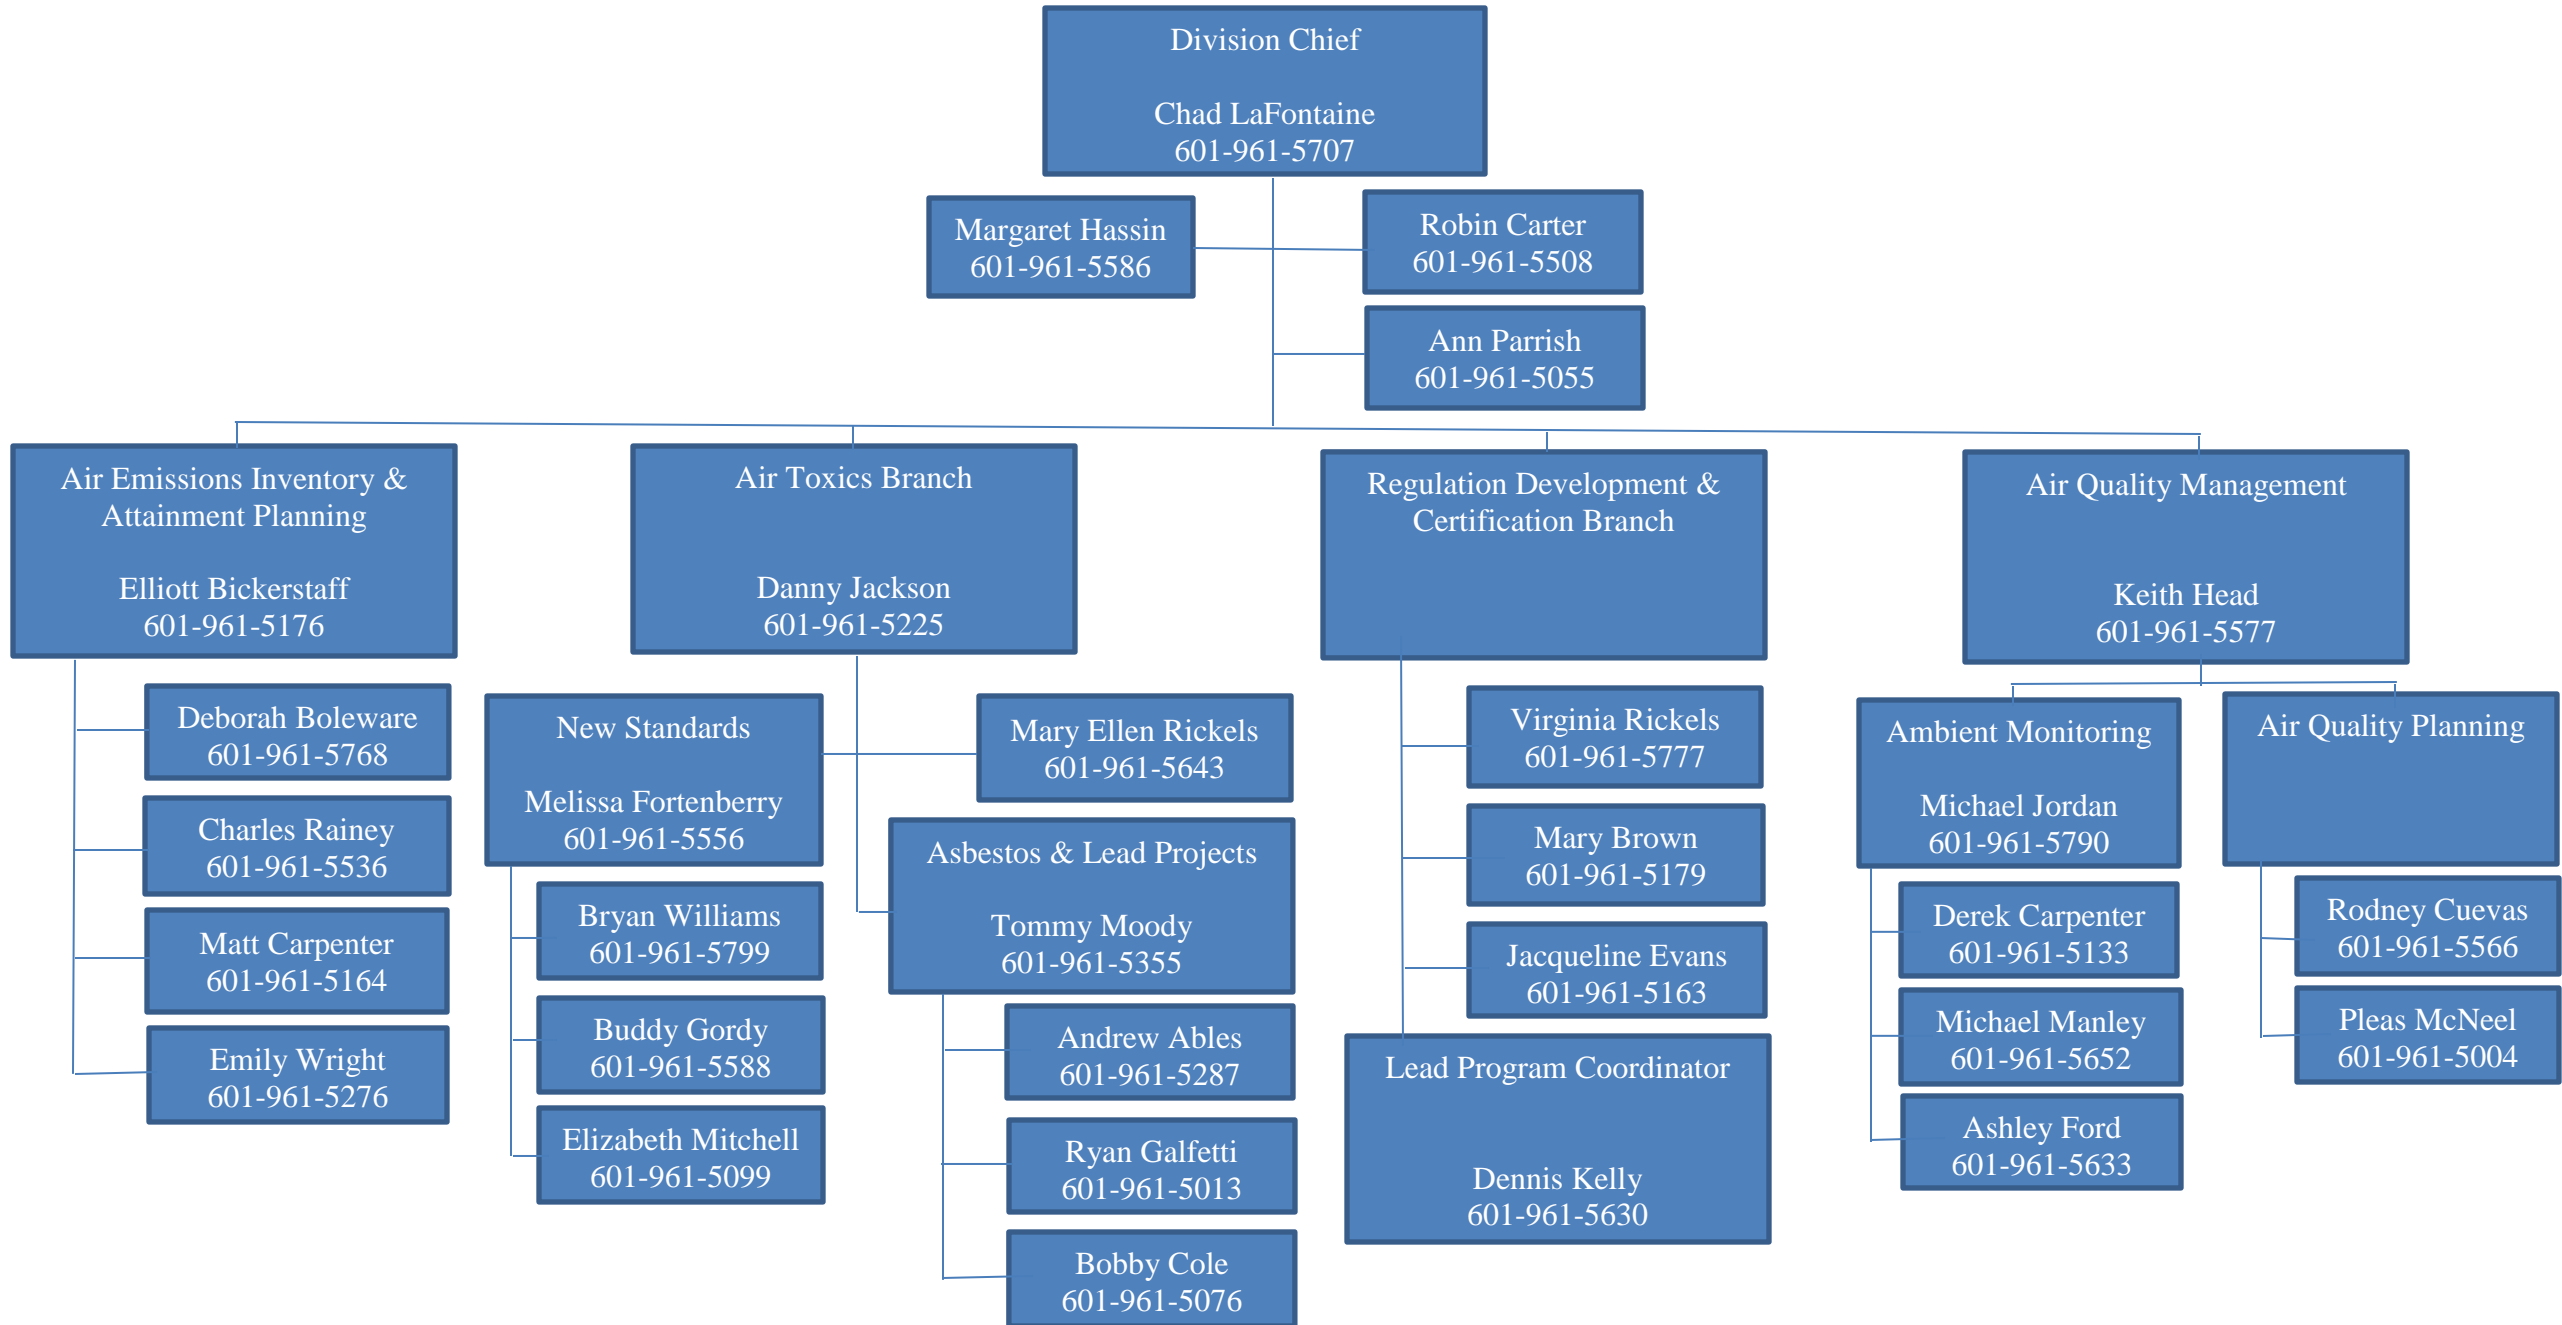 Division Chief
Chad LaFontaine
601-961-5707
Margaret Hassin
601-961-5586
Robin Carter
601-961-5508
Ann Parrish
601-961-5055
Air Emissions Inventory &
Attainment Planning
Elliott Bickerstaff
601-961-5176
Deborah Boleware
601-961-5768
Charles Rainey
601-961-5536
Matt Carpenter
601-961-5164
Emily Wright
601-961-5276
Air Toxics Branch
Danny Jackson
601-961-5225
New Standards
Melissa Fortenberry
601-961-5556
Bryan Williams
601-961-5799
Buddy Gordy
601-961-5588
Elizabeth Mitchell
601-961-5099
Mary Ellen Rickels
601-961-5643
Asbestos & Lead Projects
Tommy Moody
601-961-5355
Andrew Ables
601-961-5287
Ryan Galfetti
601-961-5013
Bobby Cole
601-961-5076
Regulation Development &
Certification Branch
Virginia Rickels
601-961-5777
Mary Brown
601-961-5179
Jacqueline Evans
601-961-5163
Lead Program Coordinator
Dennis Kelly
601-961-5630
Air Quality Management
Keith Head
601-961-5577
Ambient Monitoring
Michael Jordan
601-961-5790
Derek Carpenter
601-961-5133
Michael Manley
601-961-5652
Ashley Ford
601-961-5633
Air Quality Planning
Rodney Cuevas
601-961-5566
Pleas McNeel
601-961-5004